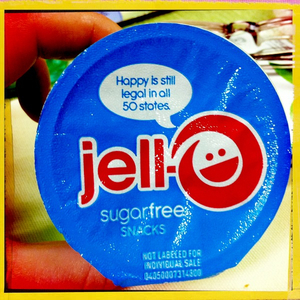 Happy is still
legal in all
50 states.
jell-O
sugarfree
SNACKS
NOT LABELED FOR
INDIVIDUAL SALE